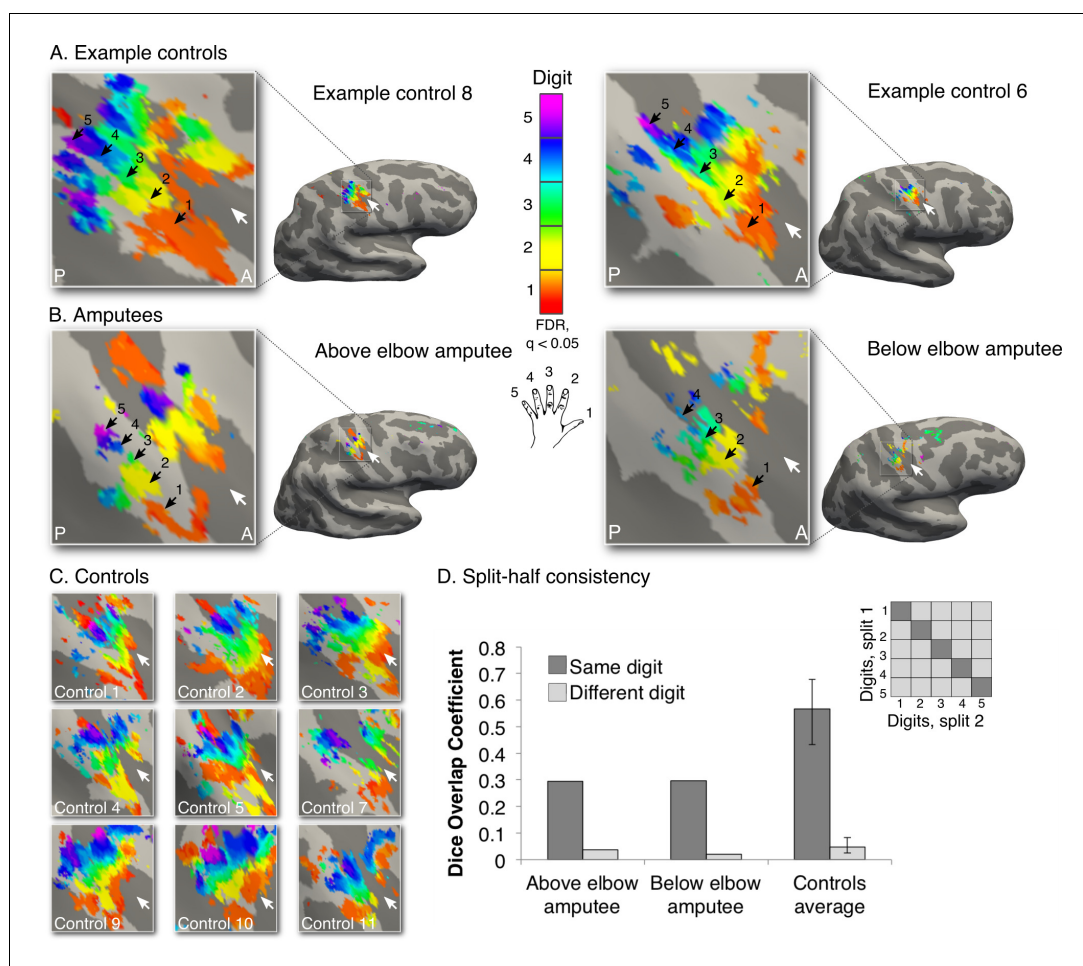 A. Example controls
Example control 8
5
4
3
2
1
P
A
Digit
5
4
3
2
1
FDR,
q < 0.05
Example control 6
5
4
3
2
1
P
A
B. Amputees
Above elbow amputee
5
4
3
2
1
P
A
5 4 3 2 1
Below elbow amputee
4
3
2
1
P
A
C. Controls
Control 1
Control 2
Control 3
Control 4
Control 5
Control 7
Control 9
Control 10
Control 11
D. Split-half consistency
Dice Overlap Coefficient
0.8
0.7
0.6
0.5
0.4
0.3
0.2
0.1
0
Same digit
Different digit
Above elbow
amputee
Below elbow
amputee
Controls
average
Digits, split 1
1
2
3
4
5
1 2 3 4 5
Digits, split 2